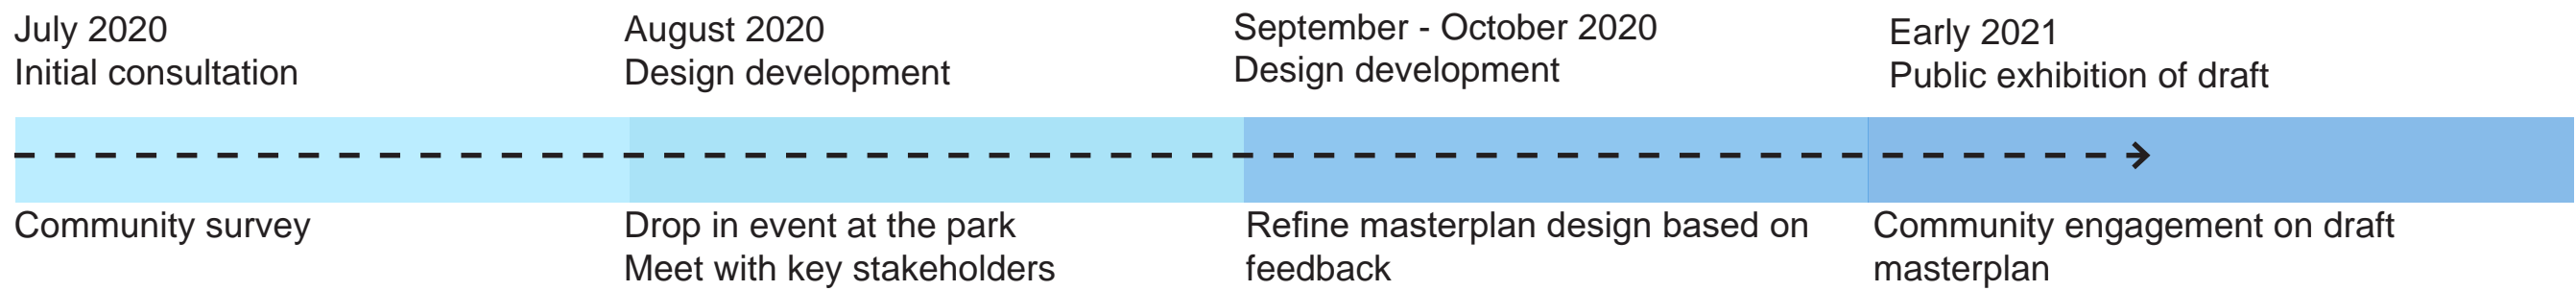 July 2020
Initial consultation
August 2020
Design development
September - October 2020
Design development
Early 2021
Public exhibition of draft
Community survey
Drop in event at the park
Meet with key stakeholders
Refine masterplan design based on
feedback
Community engagement on draft
masterplan